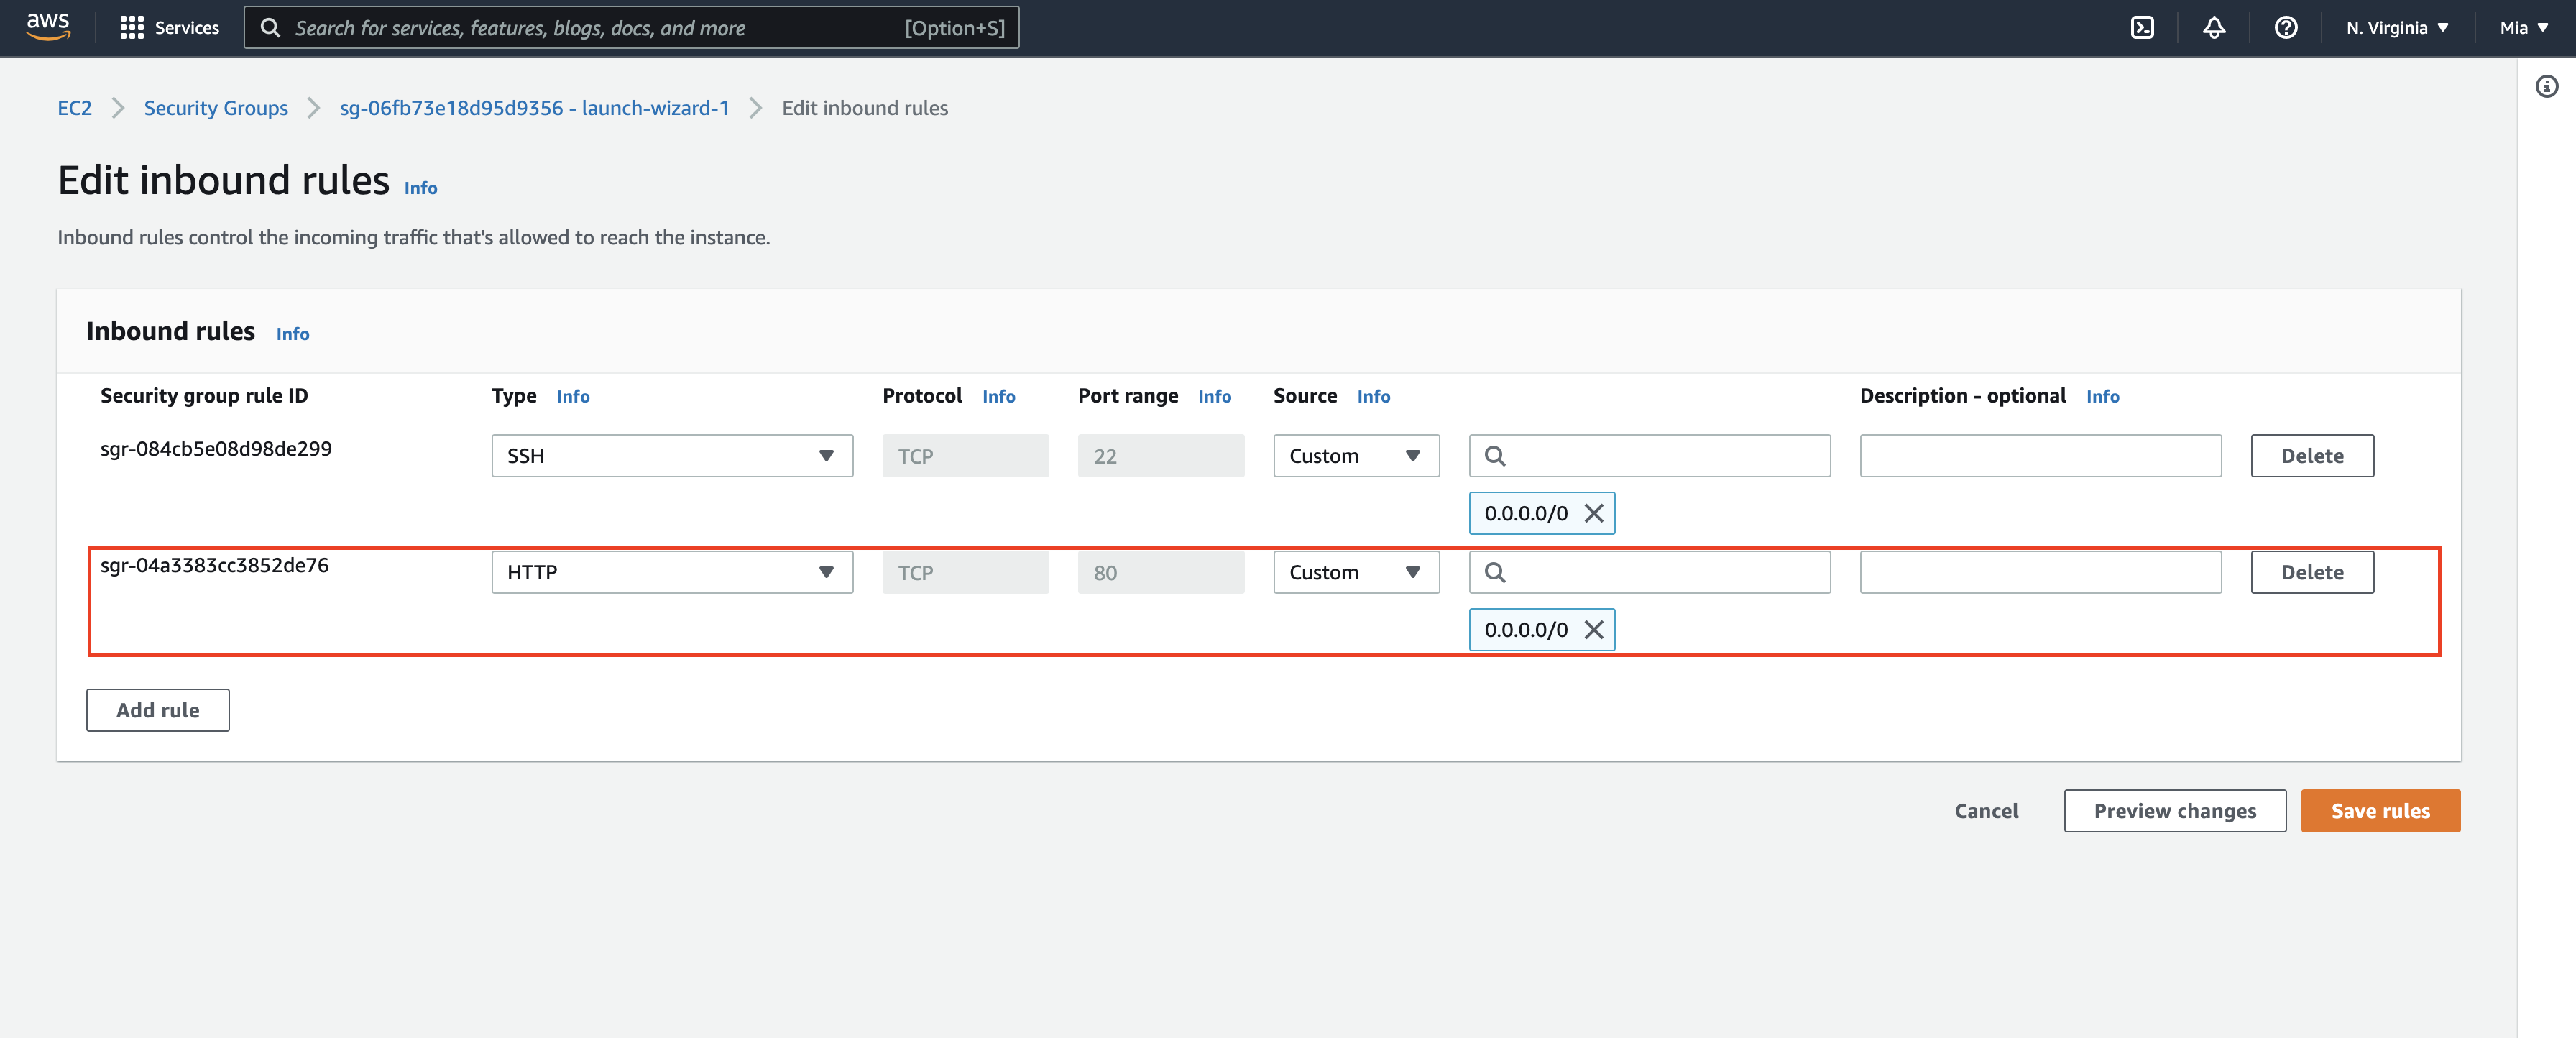 aws Services Search for services, features, blogs, docs, and more [Option+S] N. Virginia Mia
EC2 Security Groups sg-06fb73e18d95d9356 - launch-wizard-1 Edit inbound rules
Edit inbound rules Info
Inbound rules control the incoming traffic that's allowed to reach the instance.
Inbound rules Info
Security group rule ID Type Info Protocol Info Port range Info Source Info Description - optional Info
sgr-084cb5e08d98de299 SSH TCP 22 Custom Delete
0.0.0.0/0
sgr-04a3383cc3852de76 HTTP TCP 80 Custom Delete
0.0.0.0/0
Add rule
Cancel Preview changes Save rules